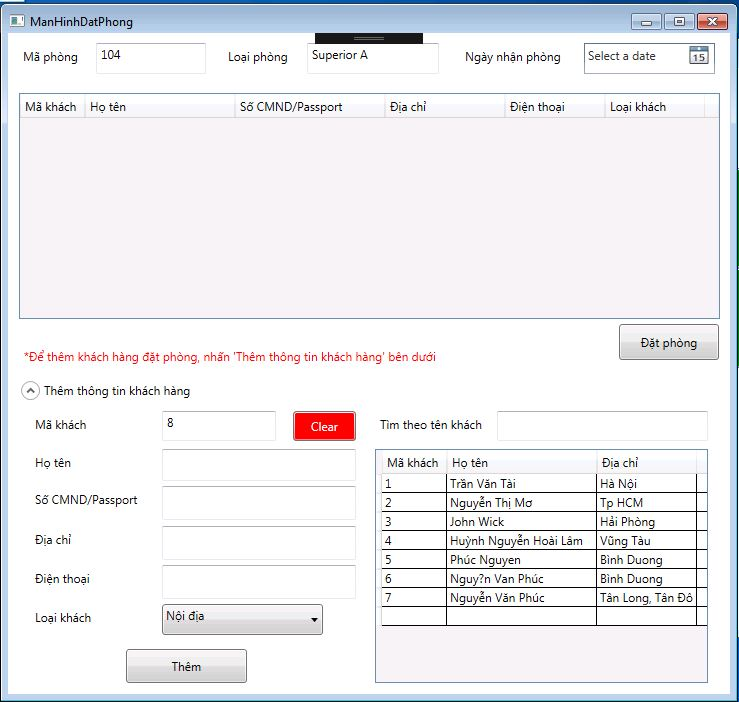 ManHinhDatPhong
Mã phòng 104 Loại phòng Superior A Ngày nhận phòng Select a date 15
Mã khách Họ tên Số CMND/Passport Địa chỉ Điện thoại Loại khách
Đặt phòng
*Để thêm khách hàng đặt phòng, nhấn 'Thêm thông tin khách hàng' bên dưới
Thêm thông tin khách hàng
Mã khách 8 Clear
Họ tên
Số CMND/Passport
Địa chỉ
Điện thoại
Loại khách Nội địa
Thêm
Tìm theo tên khách
Mã khách Họ tên Địa chỉ
1 Trần Văn Tài Hà Nội
2 Nguyễn Thị Mơ Tp HCM
3 John Wick Hải Phòng
4 Huỳnh Nguyễn Hoài Lâm Vũng Tàu
5 Phúc Nguyen Bình Duong
6 Nguy?n Van Phúc Bình Duong
7 Nguyễn Văn Phúc Tân Long, Tân Đô